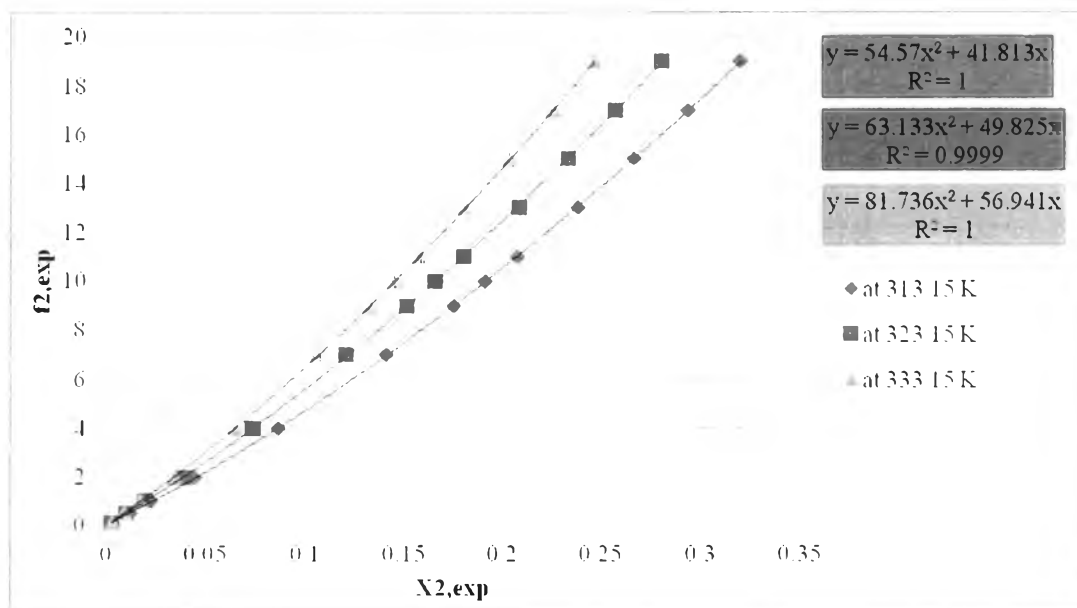 20
18
16
14
12
10
8
6
4
2
0
f2,exp
0
0.05
0.1
0.15
0.2
0.25
0.3
0.35
X2,exp
y = 54.57x² + 41.813x
R² = 1
y = 63.133x² + 49.825x
R² = 0.9999
y = 81.736x² + 56.941x
R² = 1
at 313 15 K
at 323 15 K
at 333 15 K